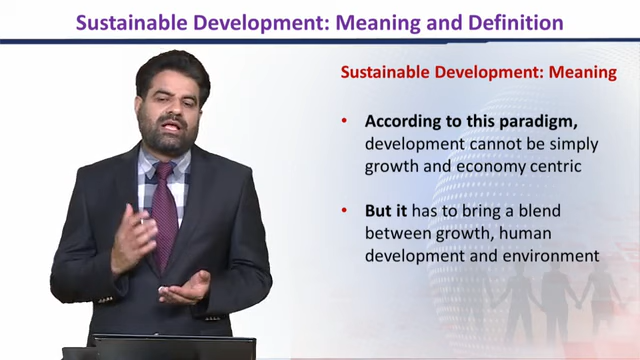 Sustainable Development: Meaning and Definition
Sustainable Development: Meaning
• According to this paradigm,
development cannot be simply
growth and economy centric
• But it has to bring a blend
between growth, human
development and environment